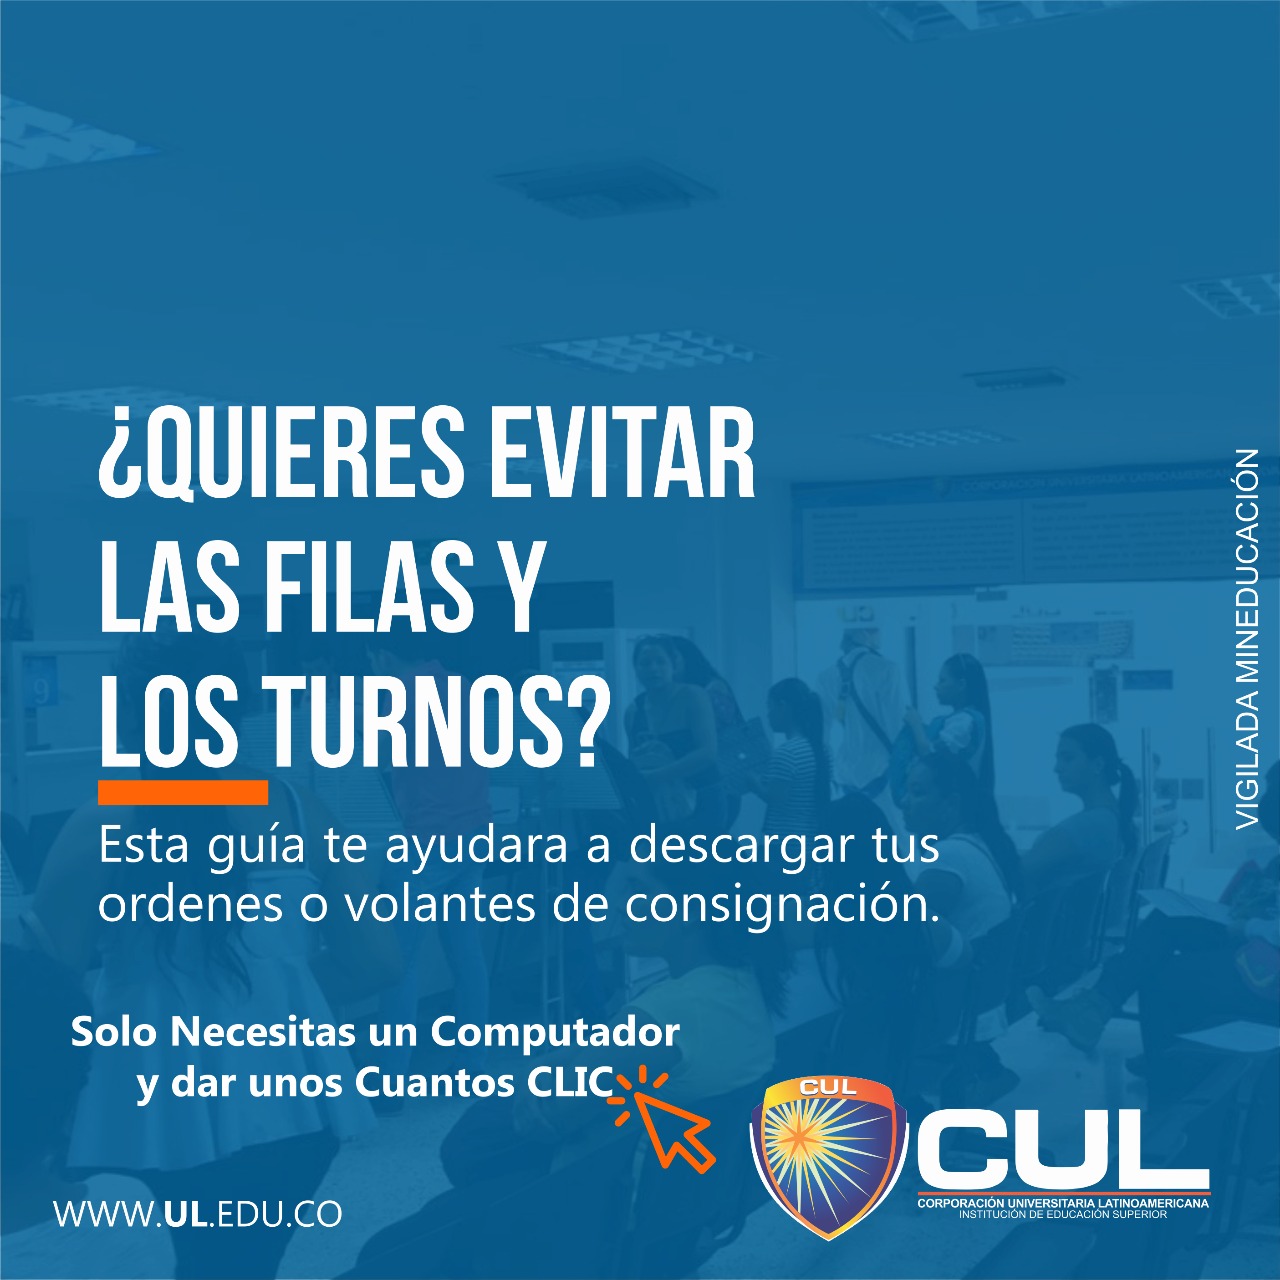 ¿QUIERES EVITAR
LAS FILAS Y
LOS TURNOS?
Esta guía te ayudara a descargar tus
ordenes o volantes de consignación.
Solo Necesitas un Computador
y dar unos Cuantos CLIC
WWW.UL.EDU.CO
CUL
CUL
CORPORACIÓN UNIVERSITARIA LATINOAMERICANA
INSTITUCIÓN DE EDUCACIÓN SUPERIOR
VIGILADA MINEDUCACIÓN